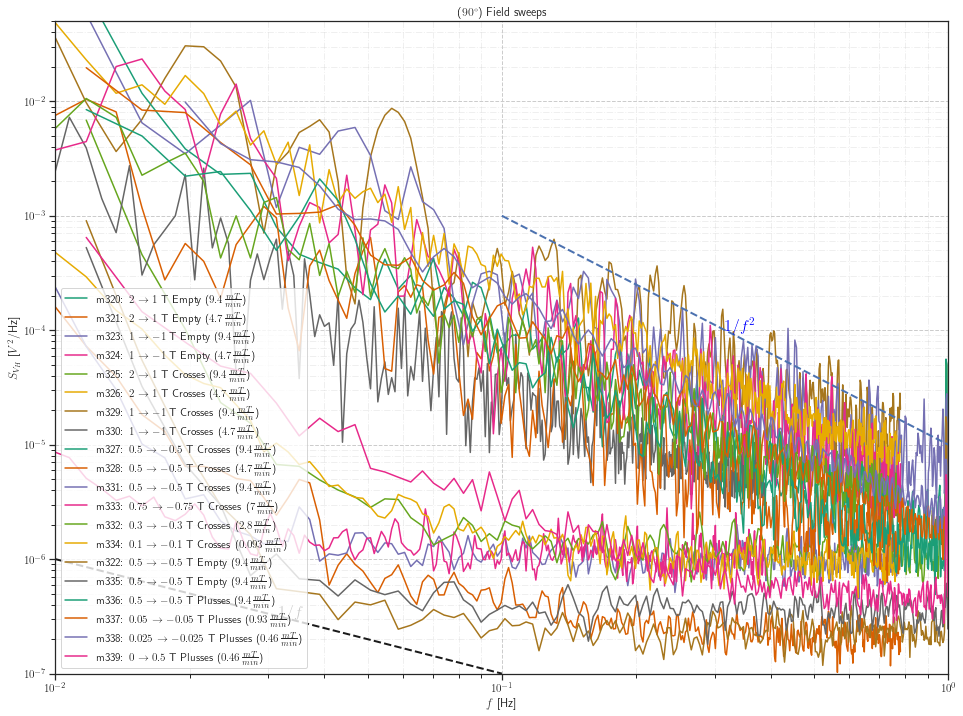 (90°) Field sweeps
S_{V_H} [V²/Hz]
10⁻²
10⁻³
10⁻⁴
10⁻⁵
10⁻⁶
10⁻⁷
1/f²
1/f
m320: 2 → 1 T Empty (9.4 mT/min)
m321: 2 → 1 T Empty (4.7 mT/min)
m323: 1 → −1 T Empty (9.4 mT/min)
m324: 1 → −1 T Empty (4.7 mT/min)
m325: 2 → 1 T Crosses (9.4 mT/min)
m326: 2 → 1 T Crosses (4.7 mT/min)
m329: 1 → −1 T Crosses (9.4 mT/min)
m330: 1 → −1 T Crosses (4.7 mT/min)
m327: 0.5 → −0.5 T Crosses (9.4 mT/min)
m328: 0.5 → −0.5 T Crosses (4.7 mT/min)
m331: 0.5 → −0.5 T Crosses (9.4 mT/min)
m333: 0.75 → −0.75 T Crosses (7 mT/min)
m332: 0.3 → −0.3 T Crosses (2.8 mT/min)
m334: 0.1 → −0.1 T Crosses (0.093 mT/min)
m322: 0.5 → −0.5 T Empty (9.4 mT/min)
m335: 0.5 → −0.5 T Empty (9.4 mT/min)
m336: 0.5 → −0.5 T Plusses (9.4 mT/min)
m337: 0.05 → −0.05 T Plusses (0.93 mT/min)
m338: 0.025 → −0.025 T Plusses (0.46 mT/min)
m339: 0 → 0.5 T Plusses (0.46 mT/min)
10⁻² 10⁻¹ 10⁰
f [Hz]